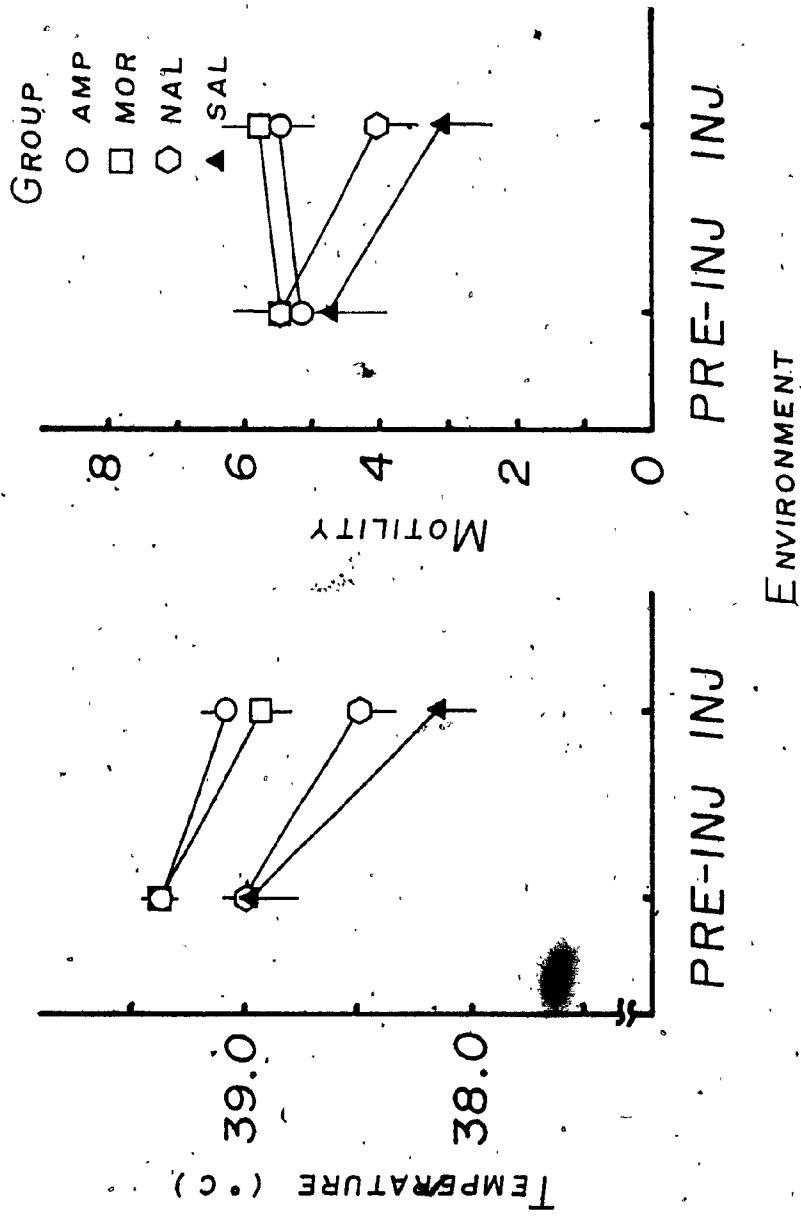 GROUP
AMP
MOR
NAL
SAL
TEMPERATURE (°C)
39.0
38.0
PRE-INJ INJ
MOTILITY
8
6
4
2
0
PRE-INJ INJ
ENVIRONMENT